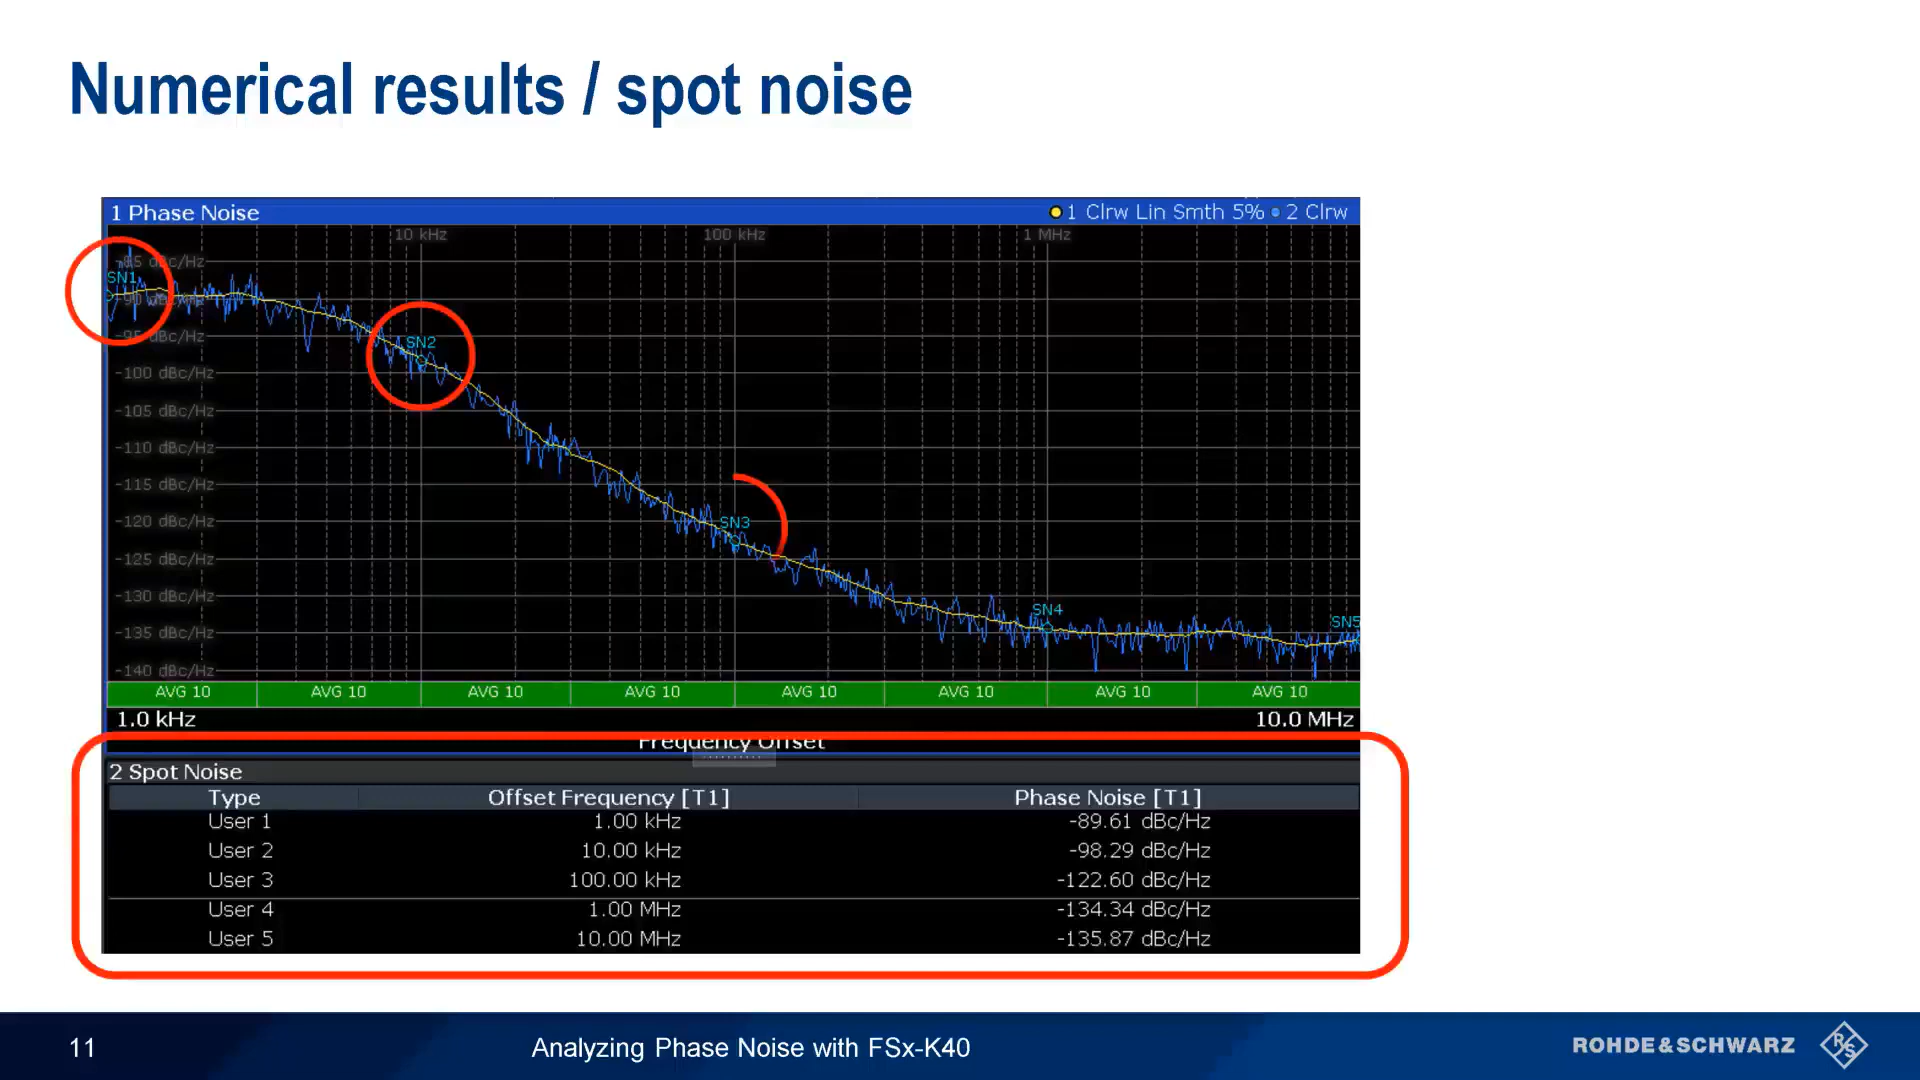 Numerical results / spot noise
1 Phase Noise
1 Clrw Lin Smth 5% 2 Clrw
10 kHz 100 kHz 1 MHz
-85 dBc/Hz
SN1
-90 dBc/Hz
-95 dBc/Hz
SN2
-100 dBc/Hz
-105 dBc/Hz
-110 dBc/Hz
-115 dBc/Hz
-120 dBc/Hz
SN3
-125 dBc/Hz
-130 dBc/Hz
SN4
SN5
-135 dBc/Hz
-140 dBc/Hz
AVG 10 AVG 10 AVG 10 AVG 10 AVG 10 AVG 10 AVG 10 AVG 10
1.0 kHz 10.0 MHz
Frequency Offset
2 Spot Noise
Type Offset Frequency [T1] Phase Noise [T1]
User 1 1.00 kHz -89.61 dBc/Hz
User 2 10.00 kHz -98.29 dBc/Hz
User 3 100.00 kHz -122.60 dBc/Hz
User 4 1.00 MHz -134.34 dBc/Hz
User 5 10.00 MHz -135.87 dBc/Hz
11 Analyzing Phase Noise with FSx-K40 ROHDE&SCHWARZ R&S